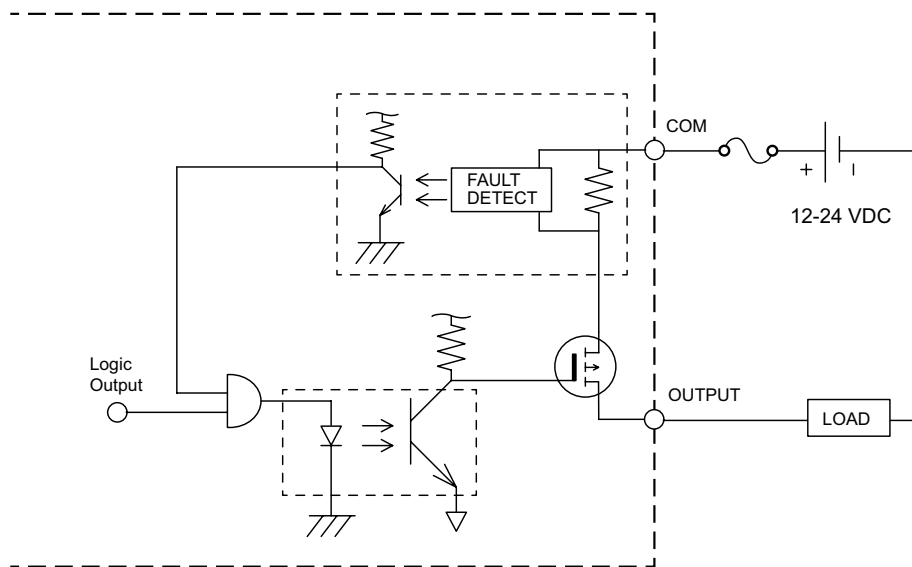 COM
FAULT
DETECT
+
–
12-24 VDC
Logic
Output
OUTPUT
LOAD